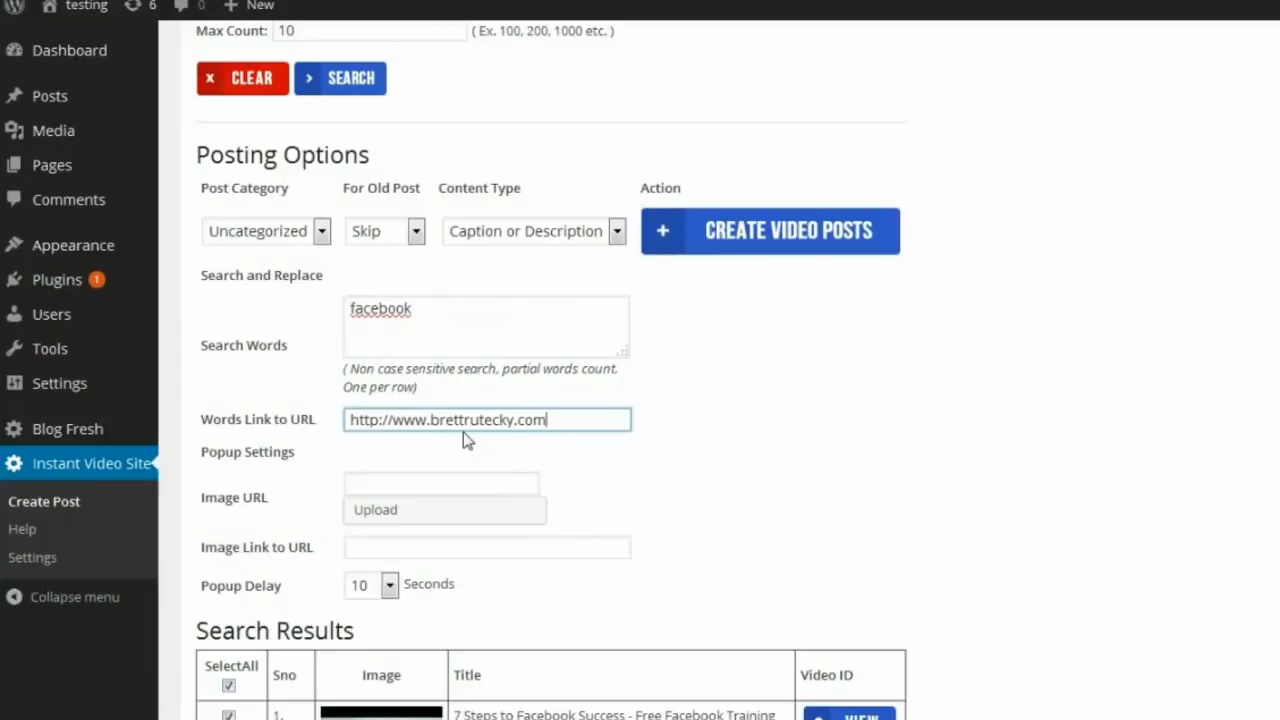 testing 6 0 + New
Dashboard
Posts
Media
Pages
Comments
Appearance
Plugins 1
Users
Tools
Settings
Blog Fresh
Instant Video Site
Create Post
Help
Settings
Collapse menu
Max Count: 10 ( Ex. 100, 200, 1000 etc. )
x CLEAR > SEARCH
Posting Options
Post Category For Old Post Content Type Action
Uncategorized Skip Caption or Description + CREATE VIDEO POSTS
Search and Replace
facebook
Search Words
( Non case sensitive search, partial words count.
One per row)
Words Link to URL http://www.brettrutecky.com
Popup Settings
Image URL
Upload
Image Link to URL
Popup Delay 10 Seconds
Search Results
SelectAll Sno Image Title Video ID
1. 7 Steps to Facebook Success - Free Facebook Training VIEW